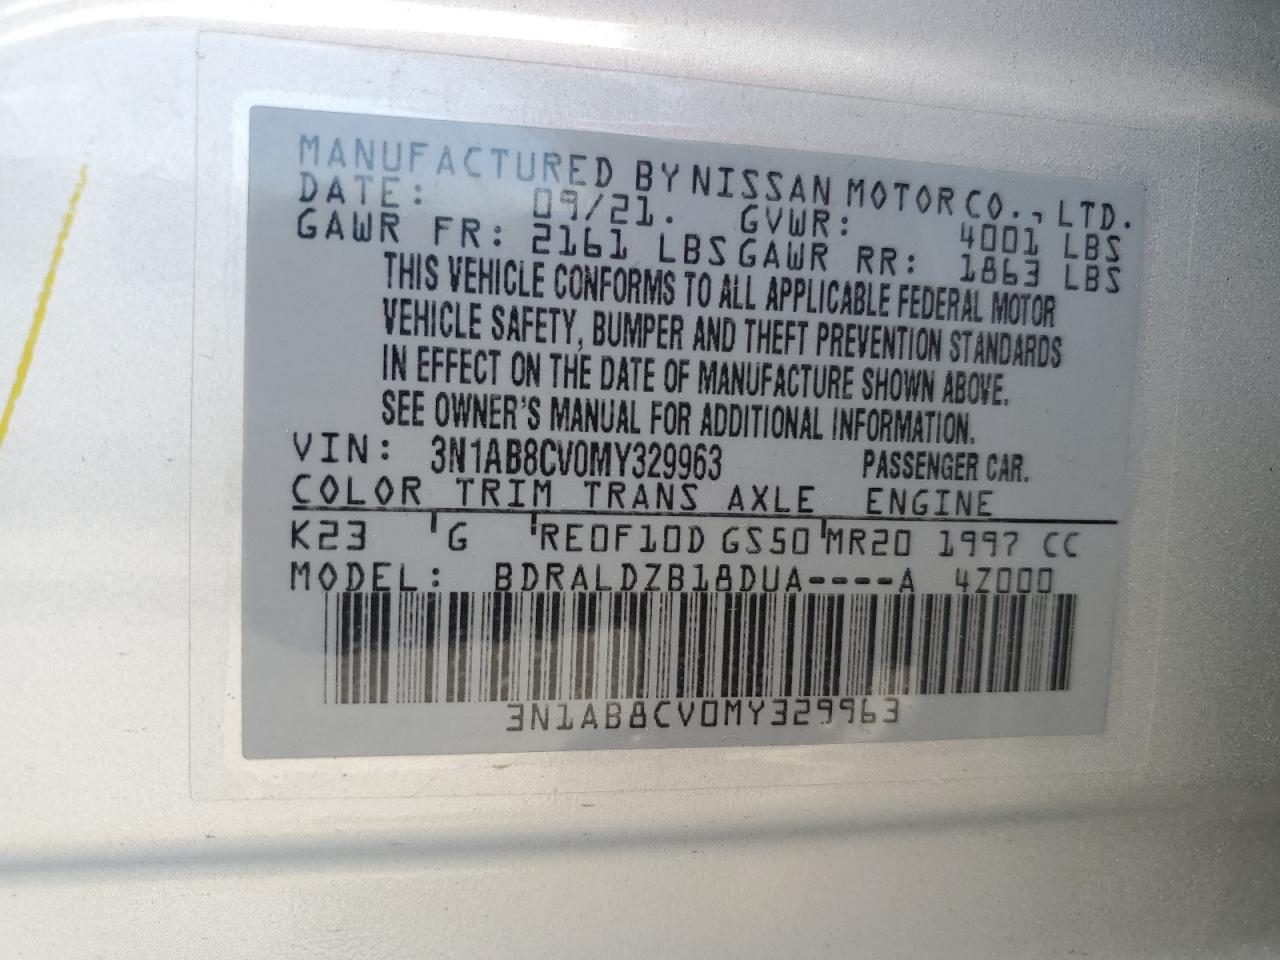 MANUFACTURED BY NISSAN MOTOR CO., LTD.
DATE: 09/21. GVWR: 4001 LBS
GAWR FR: 2161 LBS GAWR RR: 1863 LBS
THIS VEHICLE CONFORMS TO ALL APPLICABLE FEDERAL MOTOR
VEHICLE SAFETY, BUMPER AND THEFT PREVENTION STANDARDS
IN EFFECT ON THE DATE OF MANUFACTURE SHOWN ABOVE.
SEE OWNER'S MANUAL FOR ADDITIONAL INFORMATION.
VIN: 3N1AB8CV0MY329963 PASSENGER CAR.
COLOR TRIM TRANS AXLE ENGINE
K23 G RE0F10D GS50 MR20 1997 CC
MODEL: BDRALDZB18DUA----A 4Z000
3N1AB8CV0MY329963